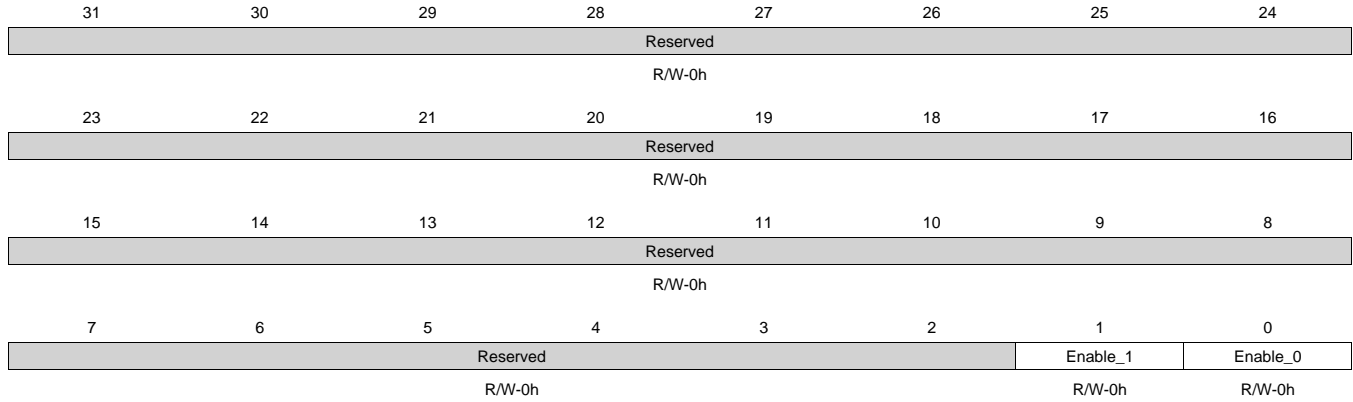 31 30 29 28 27 26 25 24
Reserved
R/W-0h
23 22 21 20 19 18 17 16
Reserved
R/W-0h
15 14 13 12 11 10 9 8
Reserved
R/W-0h
7 6 5 4 3 2 1 0
Reserved Enable_1 Enable_0
R/W-0h R/W-0h R/W-0h